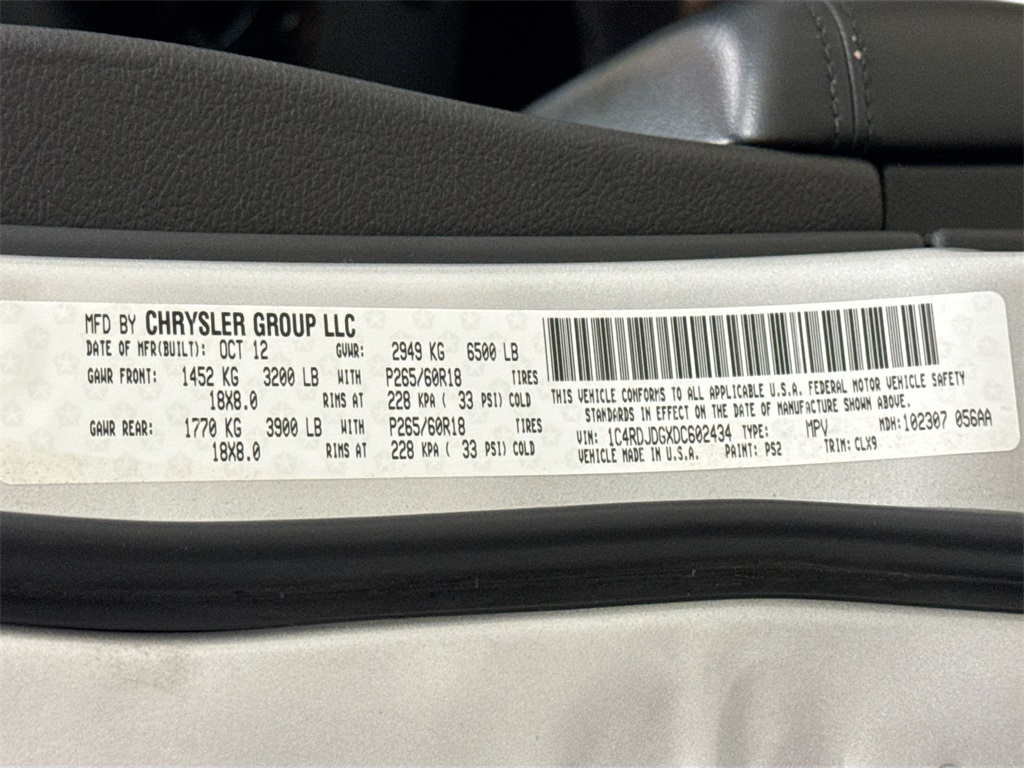 MFD BY CHRYSLER GROUP LLC
DATE OF MFR(BUILT): OCT 12 GVWR: 2949 KG 6500 LB
GAWR FRONT: 1452 KG 3200 LB WITH P265/60R18 TIRES
18X8.0 RIMS AT 228 KPA ( 33 PSI) COLD
GAWR REAR: 1770 KG 3900 LB WITH P265/60R18 TIRES
18X8.0 RIMS AT 228 KPA ( 33 PSI) COLD
THIS VEHICLE CONFORMS TO ALL APPLICABLE U.S.A. FEDERAL MOTOR VEHICLE SAFETY
STANDARDS IN EFFECT ON THE DATE OF MANUFACTURE SHOWN ABOVE.
VIN: 1C4RDJDGXDC602434 TYPE: MPV MDH:102307 056AA
VEHICLE MADE IN U.S.A. PAINT: PS2 TRIM: CLX9